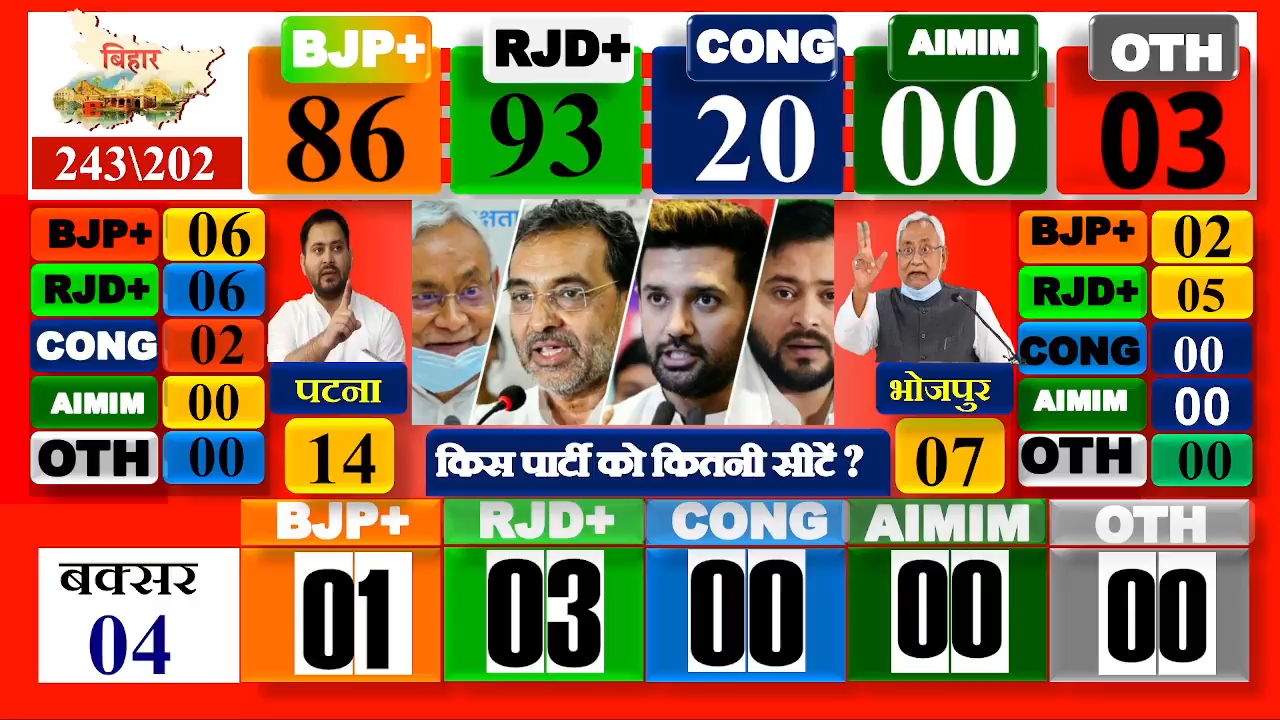 बिहार
243\202
BJP+
86
RJD+
93
CONG
20
AIMIM
00
OTH
03
BJP+ 06
RJD+ 06
CONG 02
AIMIM 00
OTH 00
पटना
14
क्षता
किस पार्टी को कितनी सीटें ?
भोजपुर
07
BJP+ 02
RJD+ 05
CONG 00
AIMIM 00
OTH 00
BJP+ RJD+ CONG AIMIM OTH
बक्सर
04
01 03 00 00 00